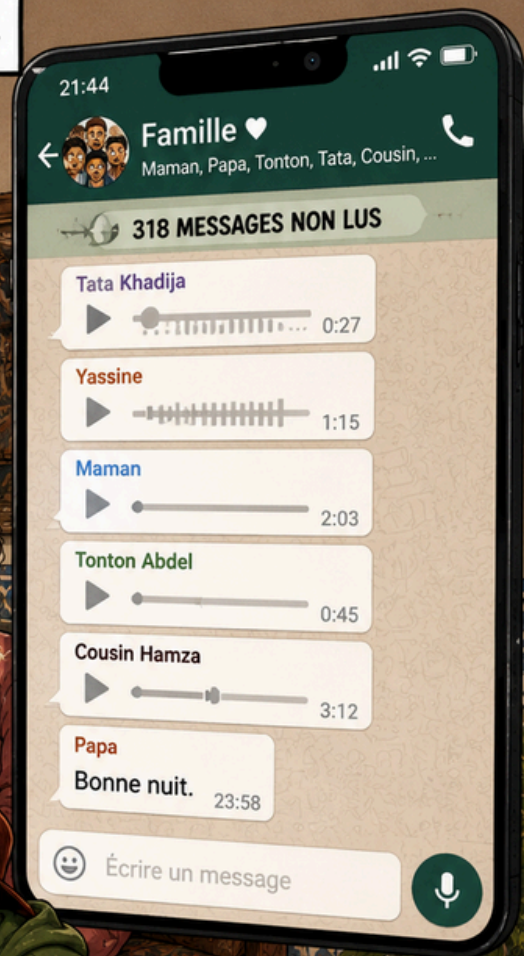 21:44
Famille ♥
Maman, Papa, Tonton, Tata, Cousin, ...
318 MESSAGES NON LUS
Tata Khadija
0:27
Yassine
1:15
Maman
2:03
Tonton Abdel
0:45
Cousin Hamza
3:12
Papa
Bonne nuit.
23:58
Écrire un message